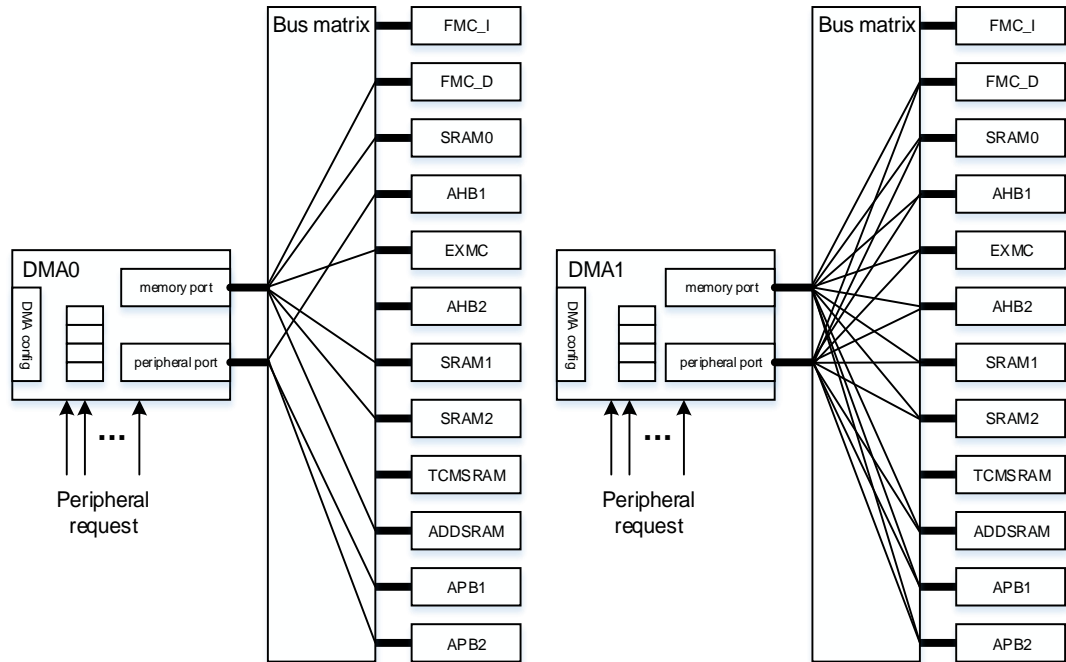 Bus matrix
FMC_I
FMC_D
SRAM0
AHB1
EXMC
AHB2
SRAM1
SRAM2
TCMSRAM
ADDSRAM
APB1
APB2
DMA0
memory port
DMA config
peripheral port
...
Peripheral
request
Bus matrix
FMC_I
FMC_D
SRAM0
AHB1
EXMC
AHB2
SRAM1
SRAM2
TCMSRAM
ADDSRAM
APB1
APB2
DMA1
memory port
DMA config
peripheral port
...
Peripheral
request